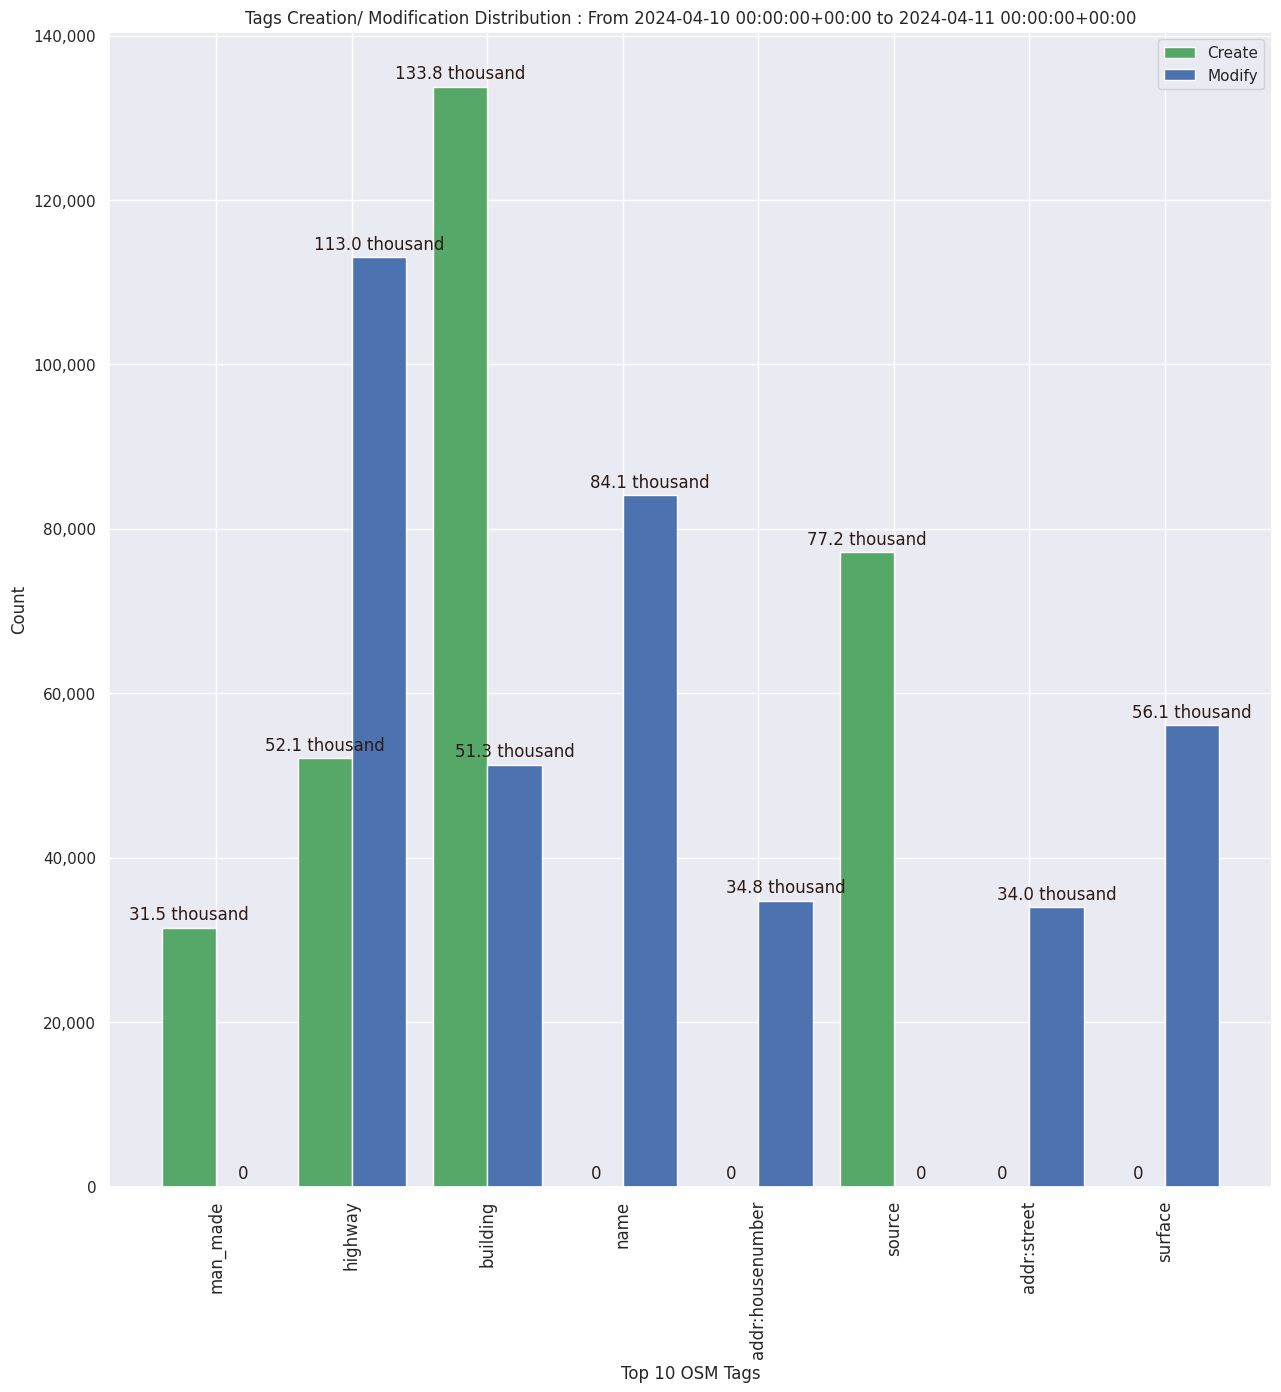 Tags Creation/ Modification Distribution : From 2024-04-10 00:00:00+00:00 to 2024-04-11 00:00:00+00:00
Create
Modify
140,000
120,000
100,000
80,000
60,000
40,000
20,000
0
Count
133.8 thousand
113.0 thousand
84.1 thousand
77.2 thousand
56.1 thousand
52.1 thousand
51.3 thousand
34.8 thousand
34.0 thousand
31.5 thousand
0
0
0
0
0
0
man_made
highway
building
name
addr:housenumber
source
addr:street
surface
Top 10 OSM Tags